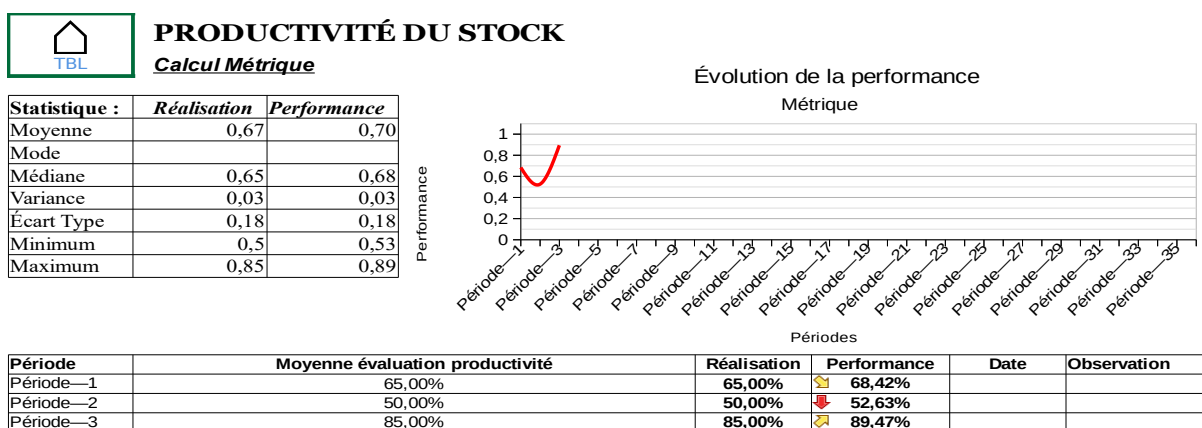 PRODUCTIVITÉ DU STOCK
TBL
Calcul Métrique
Statistique : Réalisation Performance
Moyenne 0,67 0,70
Mode
Médiane 0,65 0,68
Variance 0,03 0,03
Écart Type 0,18 0,18
Minimum 0,5 0,53
Maximum 0,85 0,89
Évolution de la performance
Métrique
Performance
1
0,8
0,6
0,4
0,2
0
Période—1 Période—3 Période—5 Période—7 Période—9 Période—11 Période—13 Période—15 Période—17 Période—19 Période—21 Période—23 Période—25 Période—27 Période—29 Période—31 Période—33 Période—35
Périodes
Période Moyenne évaluation productivité Réalisation Performance Date Observation
Période—1 65,00% 65,00% 68,42%
Période—2 50,00% 50,00% 52,63%
Période—3 85,00% 85,00% 89,47%